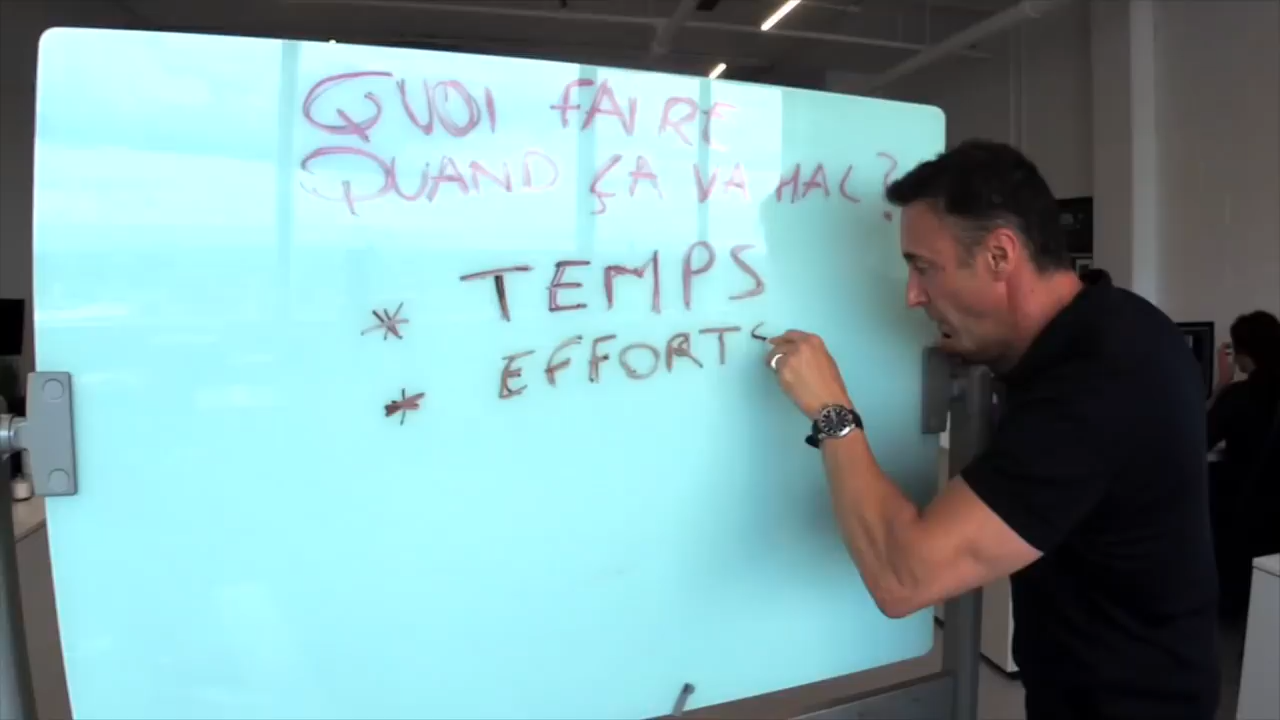 QUOI FAIRE
QUAND ÇA VA MAL?
* TEMPS
* EFFORTS